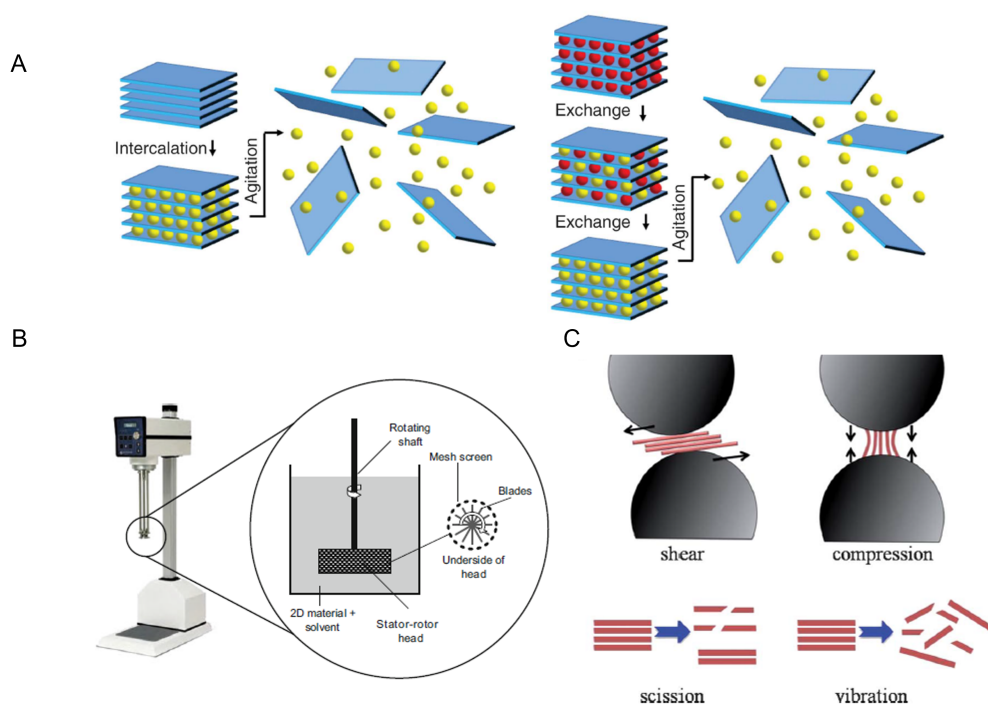 A
Intercalation
Agitation
Exchange
Exchange
Agitation
B
Rotating
shaft
Mesh screen
Blades
Underside of
head
2D material +
solvent
Stator-rotor
head
C
shear
compression
scission
vibration